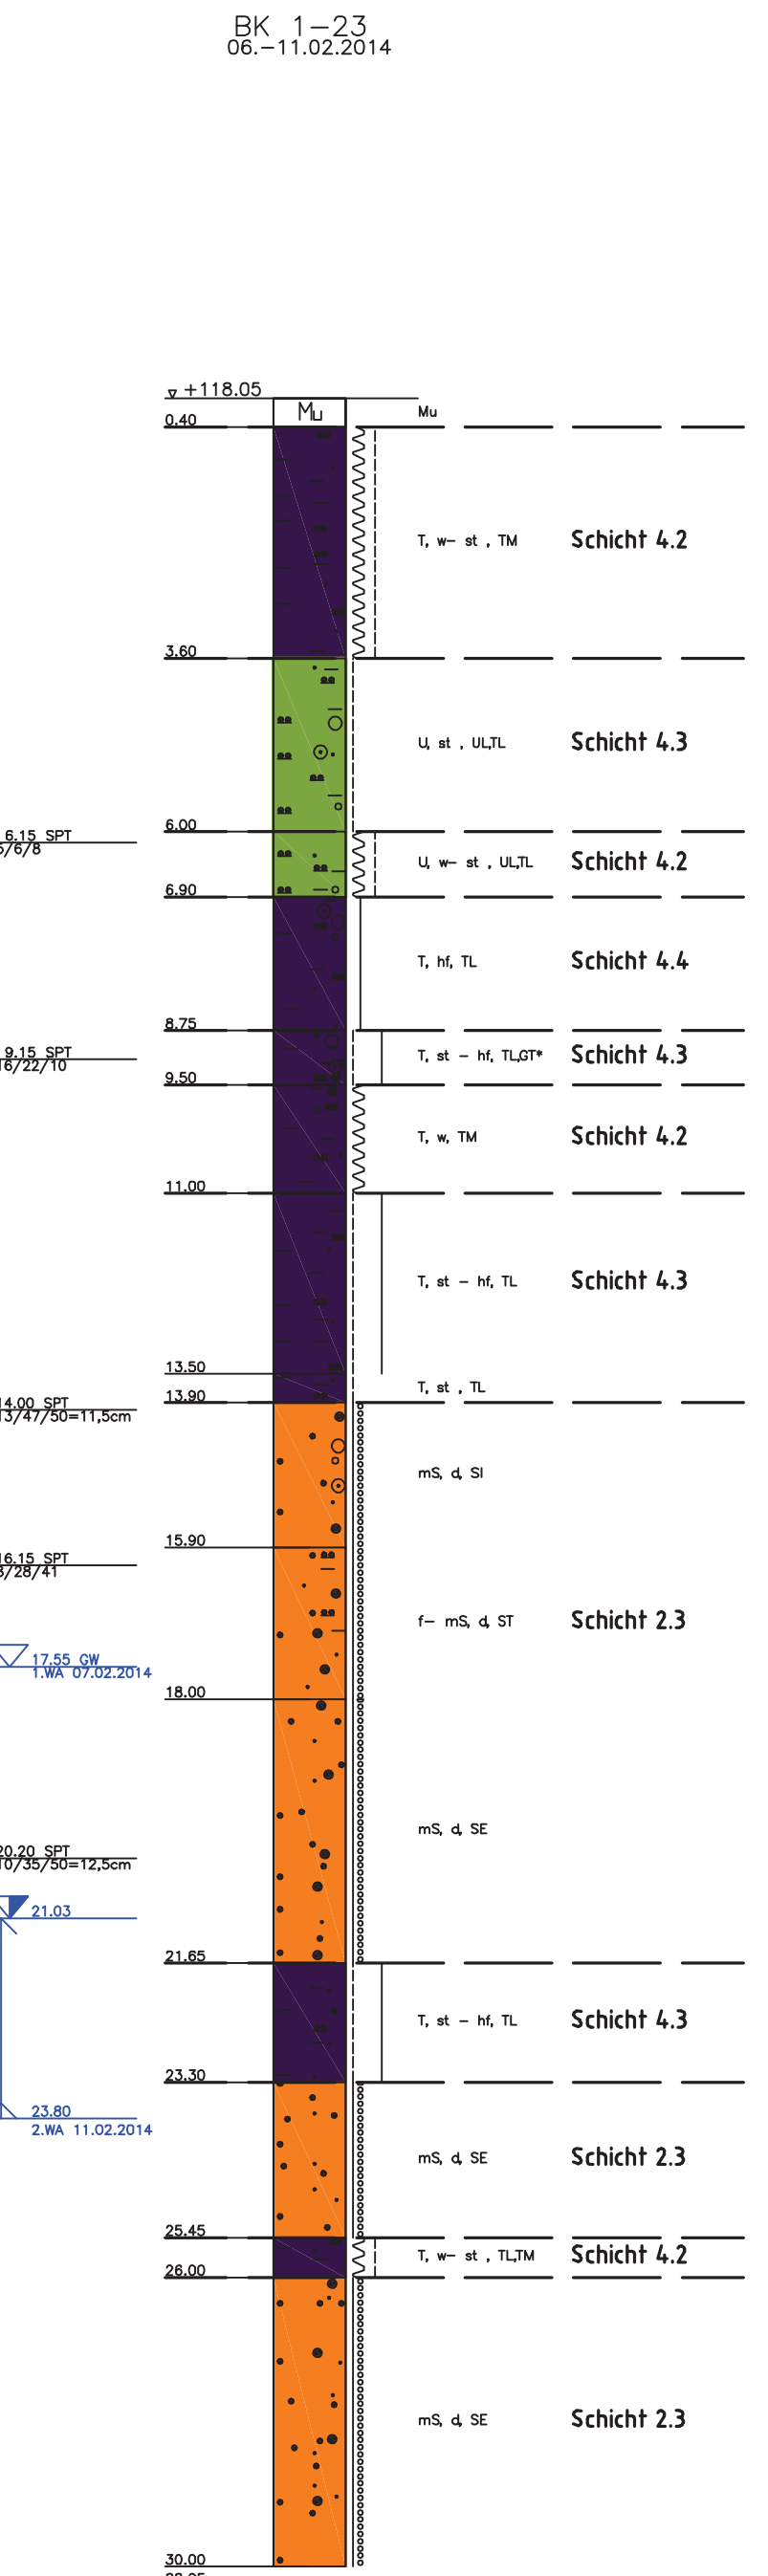 BK 1-23
06.-11.02.2014
+118.05
Mu
Mu
0.40
T, w- st , TM
Schicht 4.2
3.60
U, st , UL,TL
Schicht 4.3
6.00
6.15 SPT
/6/8
U, w- st , UL,TL
Schicht 4.2
6.90
T, hf, TL
Schicht 4.4
8.75
9.15 SPT
16/22/10
T, st - hf, TL,GT*
Schicht 4.3
9.50
T, w, TM
Schicht 4.2
11.00
T, st - hf, TL
Schicht 4.3
13.50
T, st , TL
13.90
14.00 SPT
13/47/50=11,5cm
mS, d, SI
15.90
16.15 SPT
/28/41
f- mS, d, ST
Schicht 2.3
17.55 GW
1.WA 07.02.2014
18.00
mS, d, SE
20.20 SPT
10/35/50=12,5cm
21.03
21.65
T, st - hf, TL
Schicht 4.3
23.30
23.80
2.WA 11.02.2014
mS, d, SE
Schicht 2.3
25.45
T, w- st , TL,TM
Schicht 4.2
26.00
mS, d, SE
Schicht 2.3
30.00